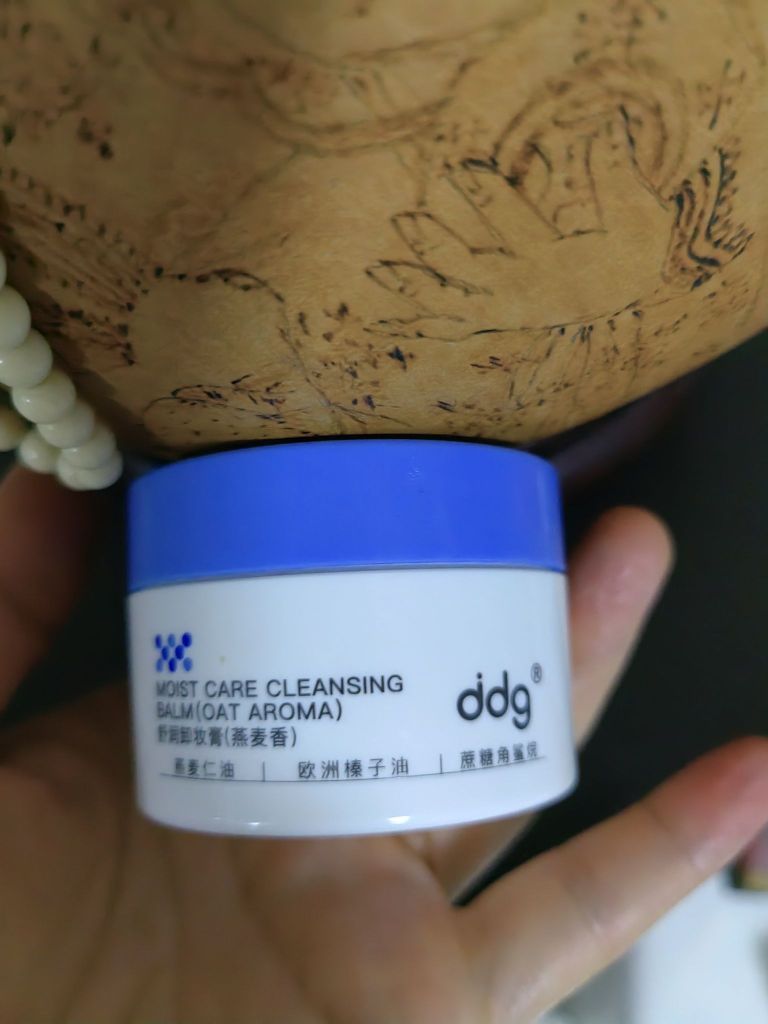 MOIST CARE CLEANSING
BALM(OAT AROMA)
舒润卸妆膏(燕麦香)
燕麦仁油 | 欧洲榛子油 | 蔗糖角鲨烷
ddg®